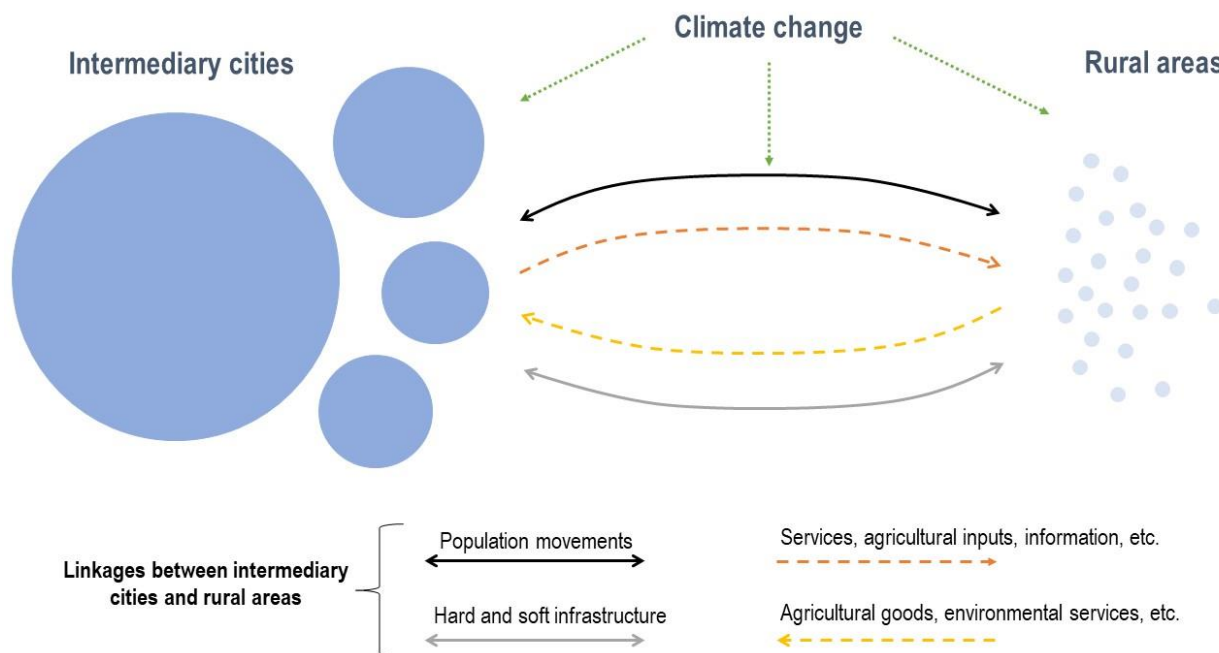 Climate change
Intermediary cities
Rural areas
Linkages between intermediary
cities and rural areas
Population movements
Services, agricultural inputs, information, etc.
Hard and soft infrastructure
Agricultural goods, environmental services, etc.